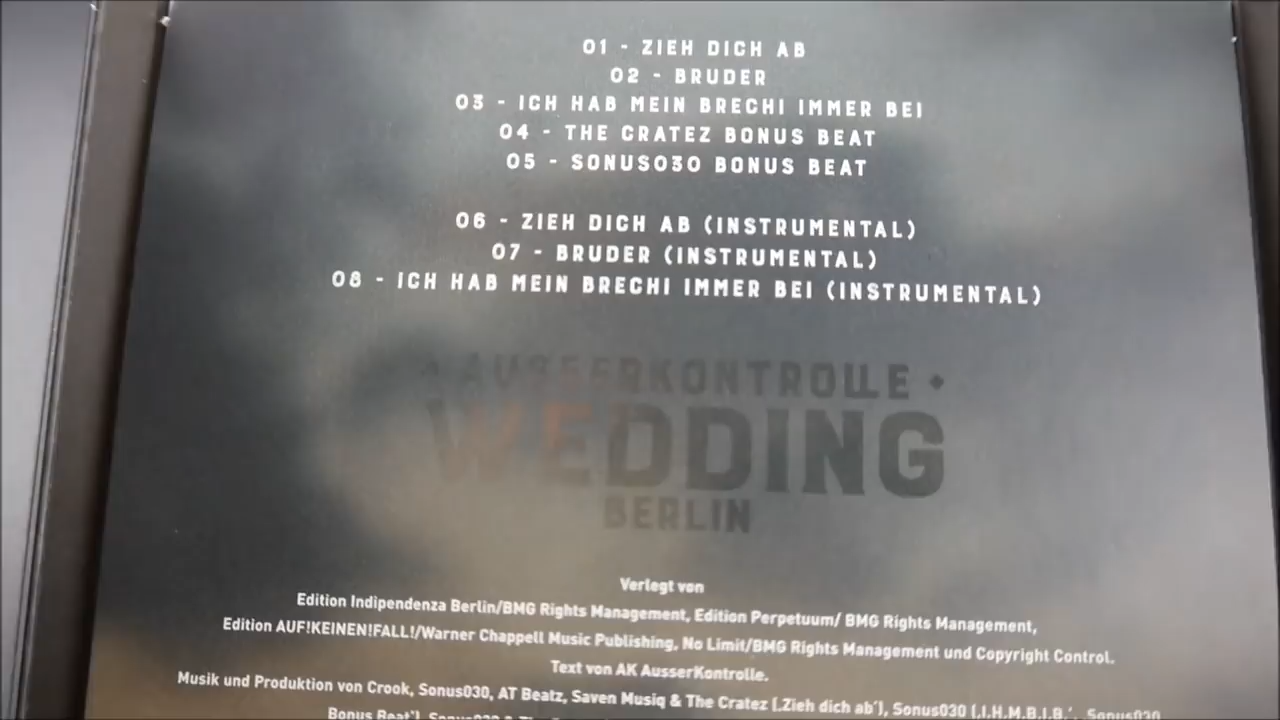 01 - ZIEH DICH AB
02 - BRUDER
03 - ICH HAB MEIN BRECHI IMMER BEI
04 - THE CRATEZ BONUS BEAT
05 - SONUS030 BONUS BEAT
06 - ZIEH DICH AB (INSTRUMENTAL)
07 - BRUDER (INSTRUMENTAL)
08 - ICH HAB MEIN BRECHI IMMER BEI (INSTRUMENTAL)
• AUSSERKONTROLLE •
WEDDING
BERLIN
Verlegt von
Edition Indipendenza Berlin/BMG Rights Management, Edition Perpetuum/ BMG Rights Management,
Edition AUF!KEINEN!FALL!/Warner Chappell Music Publishing, No Limit/BMG Rights Management und Copyright Control.
Text von AK AusserKontrolle.
Musik und Produktion von Crook, Sonus030, AT Beatz, Saven Musiq & The Cratez [‚Zieh dich ab‘], Sonus030 [‚I.H.M.B.I.B.‘, Sonus030
Bonus Beat‘], Sonus030